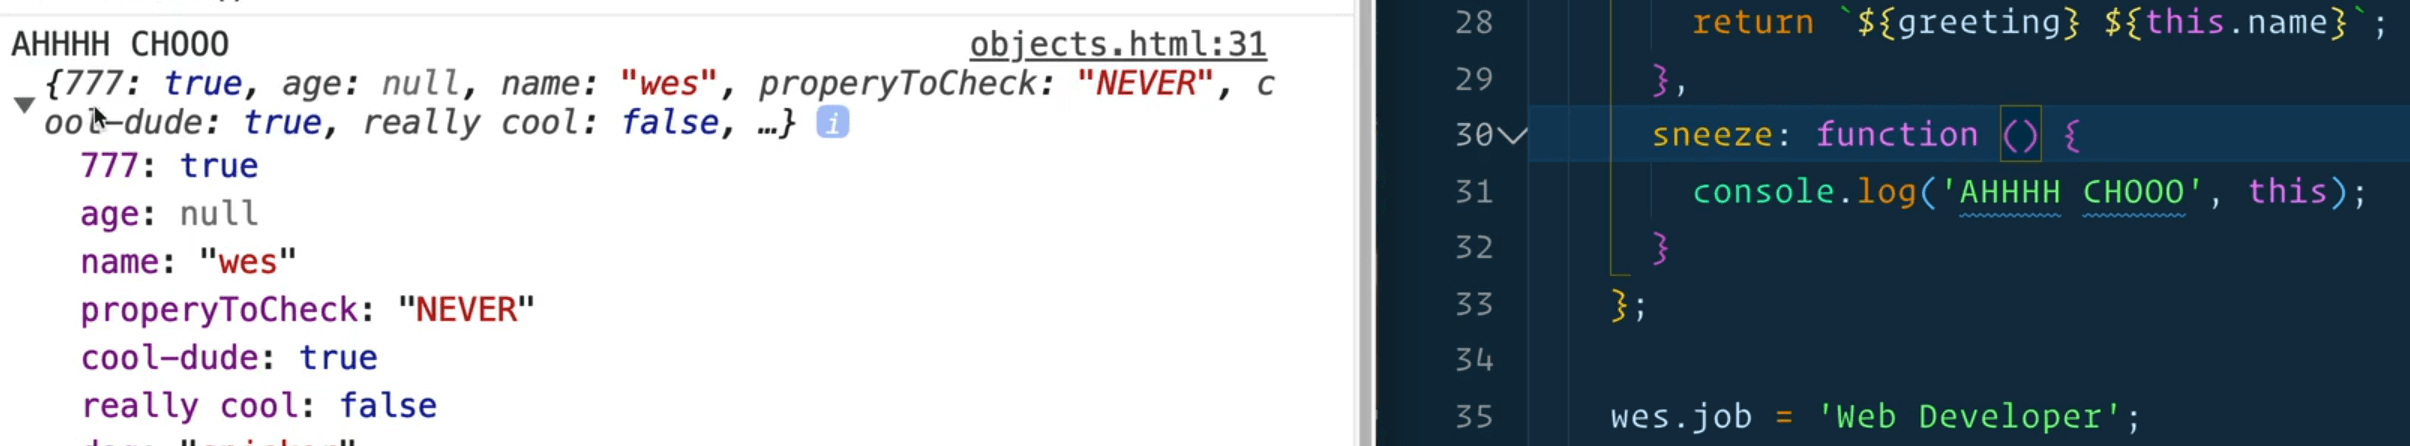 AHHHH CHOOO objects.html:31
{777: true, age: null, name: "wes", properyToCheck: "NEVER", c
ool-dude: true, really cool: false, …} i
777: true
age: null
name: "wes"
properyToCheck: "NEVER"
cool-dude: true
really cool: false
28 return `${greeting} ${this.name}`;
29 },
30 sneeze: function () {
31 console.log('AHHHH CHOOO', this);
32 }
33 };
34
35 wes.job = 'Web Developer';